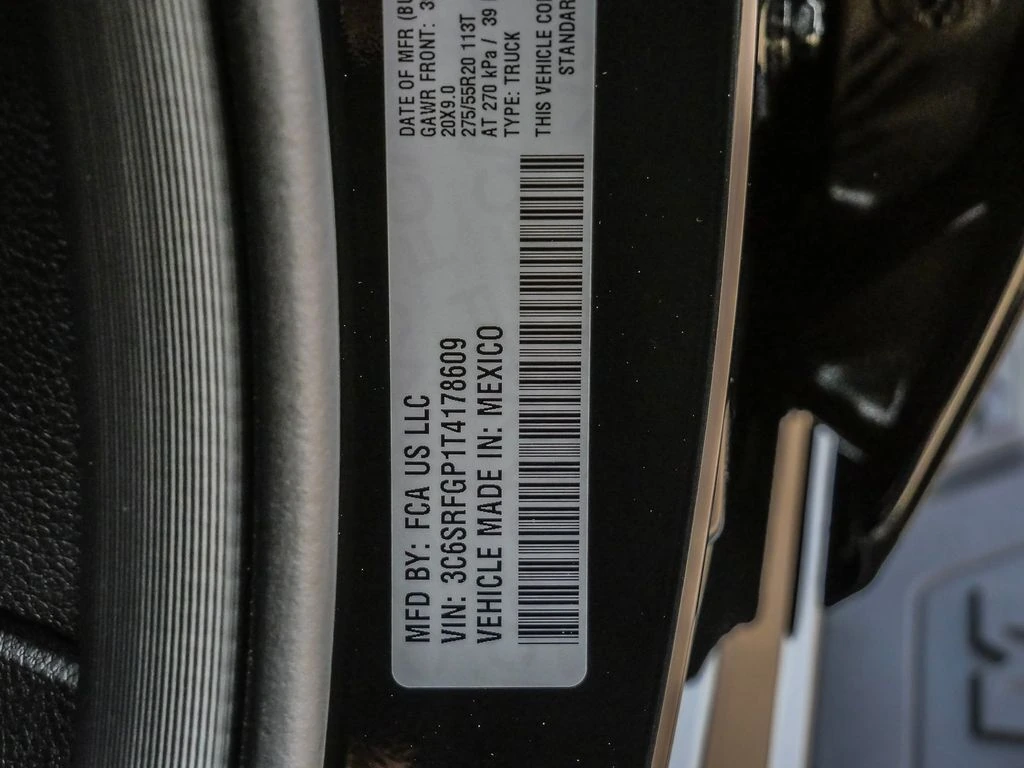 MFD BY: FCA US LLC
VIN: 3C6SRFGP1T4178609
VEHICLE MADE IN: MEXICO
DATE OF MFR
GAWR FRONT:
20X9.0
275/55R20 113T
AT 270 kPa / 39
TYPE: TRUCK
THIS VEHICLE
STANDARD